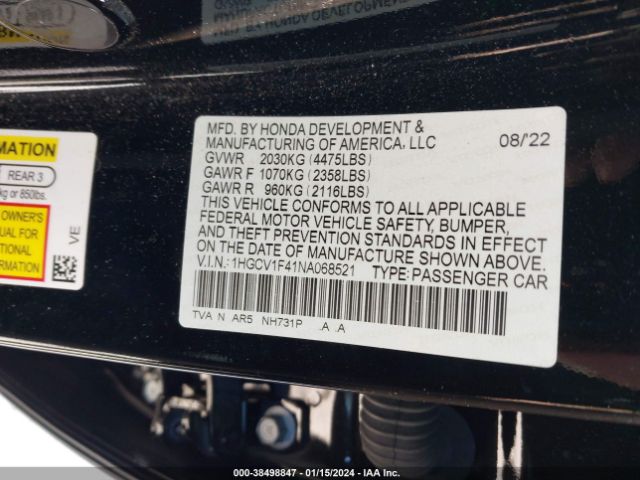 MFD. BY HONDA DEVELOPMENT &
MANUFACTURING OF AMERICA, LLC 08/22
GVWR 2030KG (4475LBS)
GAWR F 1070KG (2358LBS)
GAWR R 960KG (2116LBS)
THIS VEHICLE CONFORMS TO ALL APPLICABLE
FEDERAL MOTOR VEHICLE SAFETY, BUMPER,
AND THEFT PREVENTION STANDARDS IN EFFECT
ON THE DATE OF MANUFACTURE SHOWN ABOVE.
V.I.N.: 1HGCV1F41NA068521 TYPE: PASSENGER CAR
TVA N AR5 NH731P .A .A
MATION
REAR 3
kg or 850lbs.
OWNER'S
UAL FOR
TIONAL
RMATION
VE
000-38498847 - 01/15/2024 - IAA Inc.